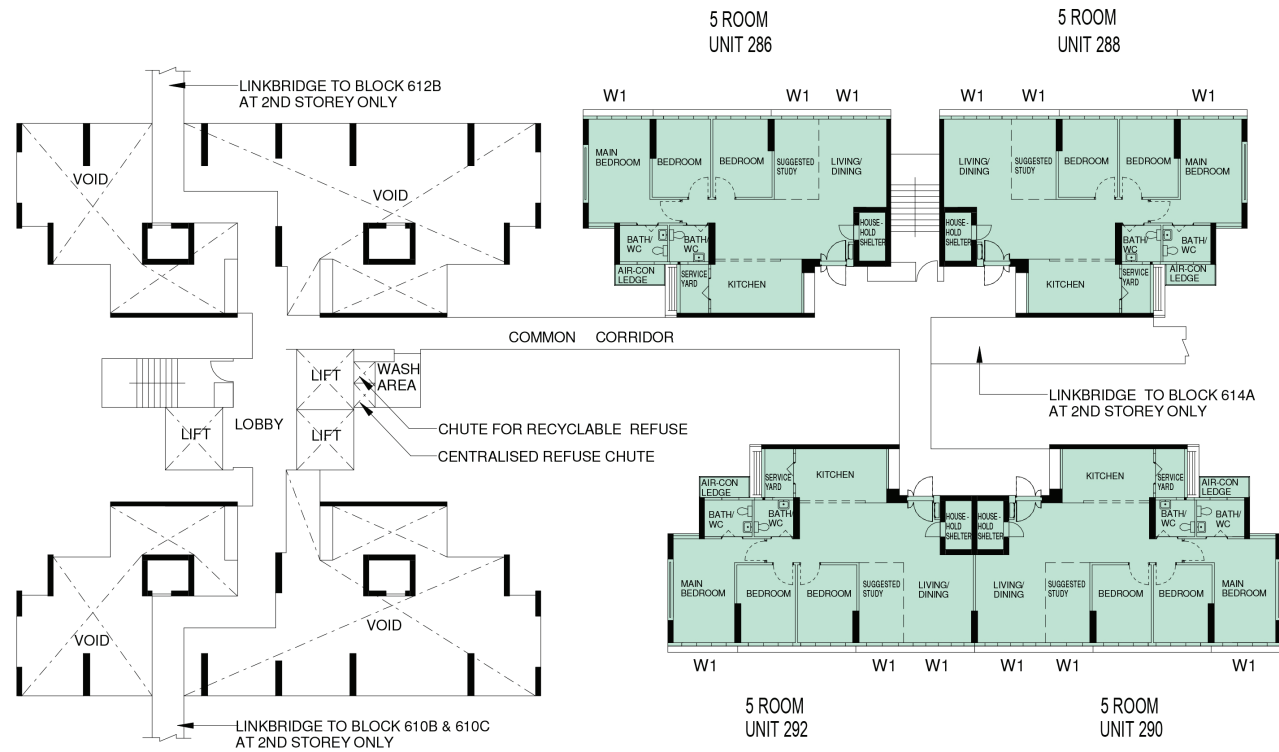 5 ROOM
UNIT 286
5 ROOM
UNIT 288
LINKBRIDGE TO BLOCK 612B
AT 2ND STOREY ONLY
W1
W1
W1
W1
W1
W1
VOID
VOID
MAIN
BEDROOM
BEDROOM
BEDROOM
SUGGESTED
STUDY
LIVING/
DINING
HOUSE-
HOLD
SHELTER
BATH/
WC
BATH/
WC
AIR-CON
LEDGE
SERVICE
YARD
KITCHEN
LIVING/
DINING
SUGGESTED
STUDY
BEDROOM
BEDROOM
MAIN
BEDROOM
HOUSE-
HOLD
SHELTER
BATH/
WC
BATH/
WC
AIR-CON
LEDGE
SERVICE
YARD
KITCHEN
COMMON CORRIDOR
LIFT
WASH
AREA
LIFT
LOBBY
LIFT
CHUTE FOR RECYCLABLE REFUSE
CENTRALISED REFUSE CHUTE
LINKBRIDGE TO BLOCK 614A
AT 2ND STOREY ONLY
VOID
VOID
AIR-CON
LEDGE
SERVICE
YARD
KITCHEN
BATH/
WC
BATH/
WC
HOUSE-
HOLD
SHELTER
MAIN
BEDROOM
BEDROOM
BEDROOM
SUGGESTED
STUDY
LIVING/
DINING
HOUSE-
HOLD
SHELTER
KITCHEN
SERVICE
YARD
AIR-CON
LEDGE
BATH/
WC
BATH/
WC
LIVING/
DINING
SUGGESTED
STUDY
BEDROOM
BEDROOM
MAIN
BEDROOM
W1
W1
W1
W1
W1
W1
LINKBRIDGE TO BLOCK 610B & 610C
AT 2ND STOREY ONLY
5 ROOM
UNIT 292
5 ROOM
UNIT 290